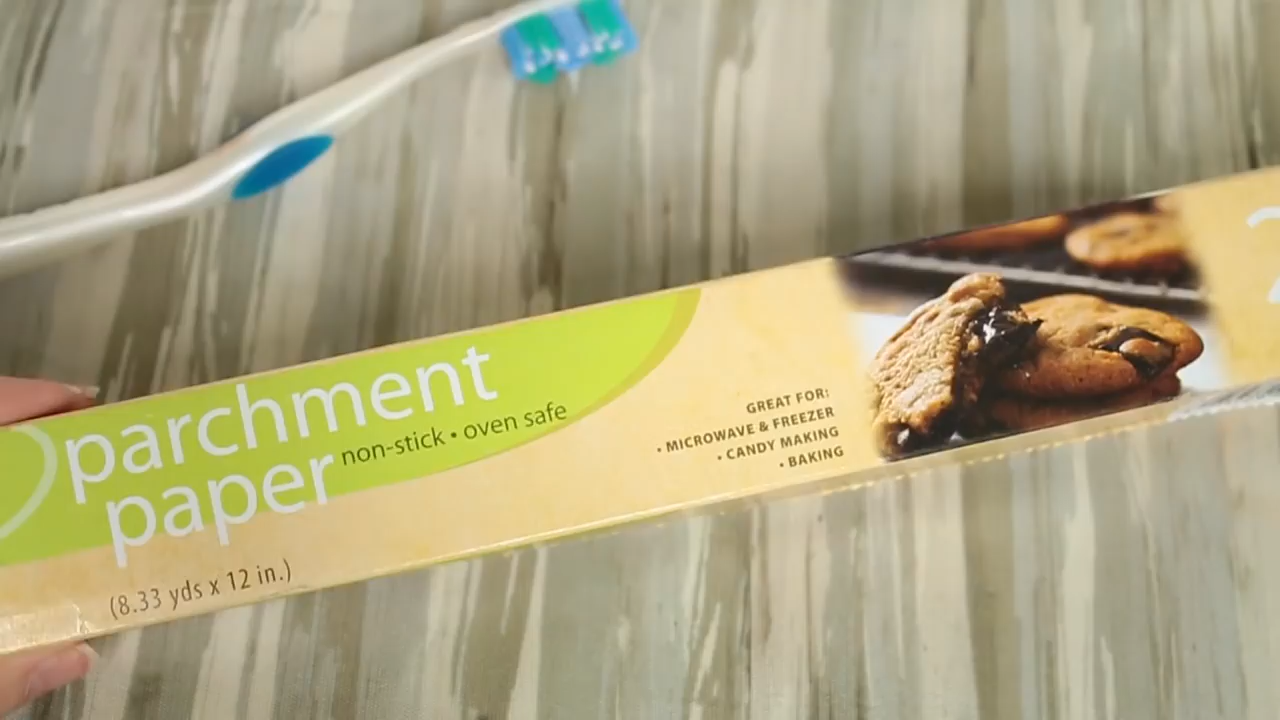 parchment
paper
non-stick • oven safe
(8.33 yds x 12 in.)
GREAT FOR:
• MICROWAVE & FREEZER
• CANDY MAKING
• BAKING